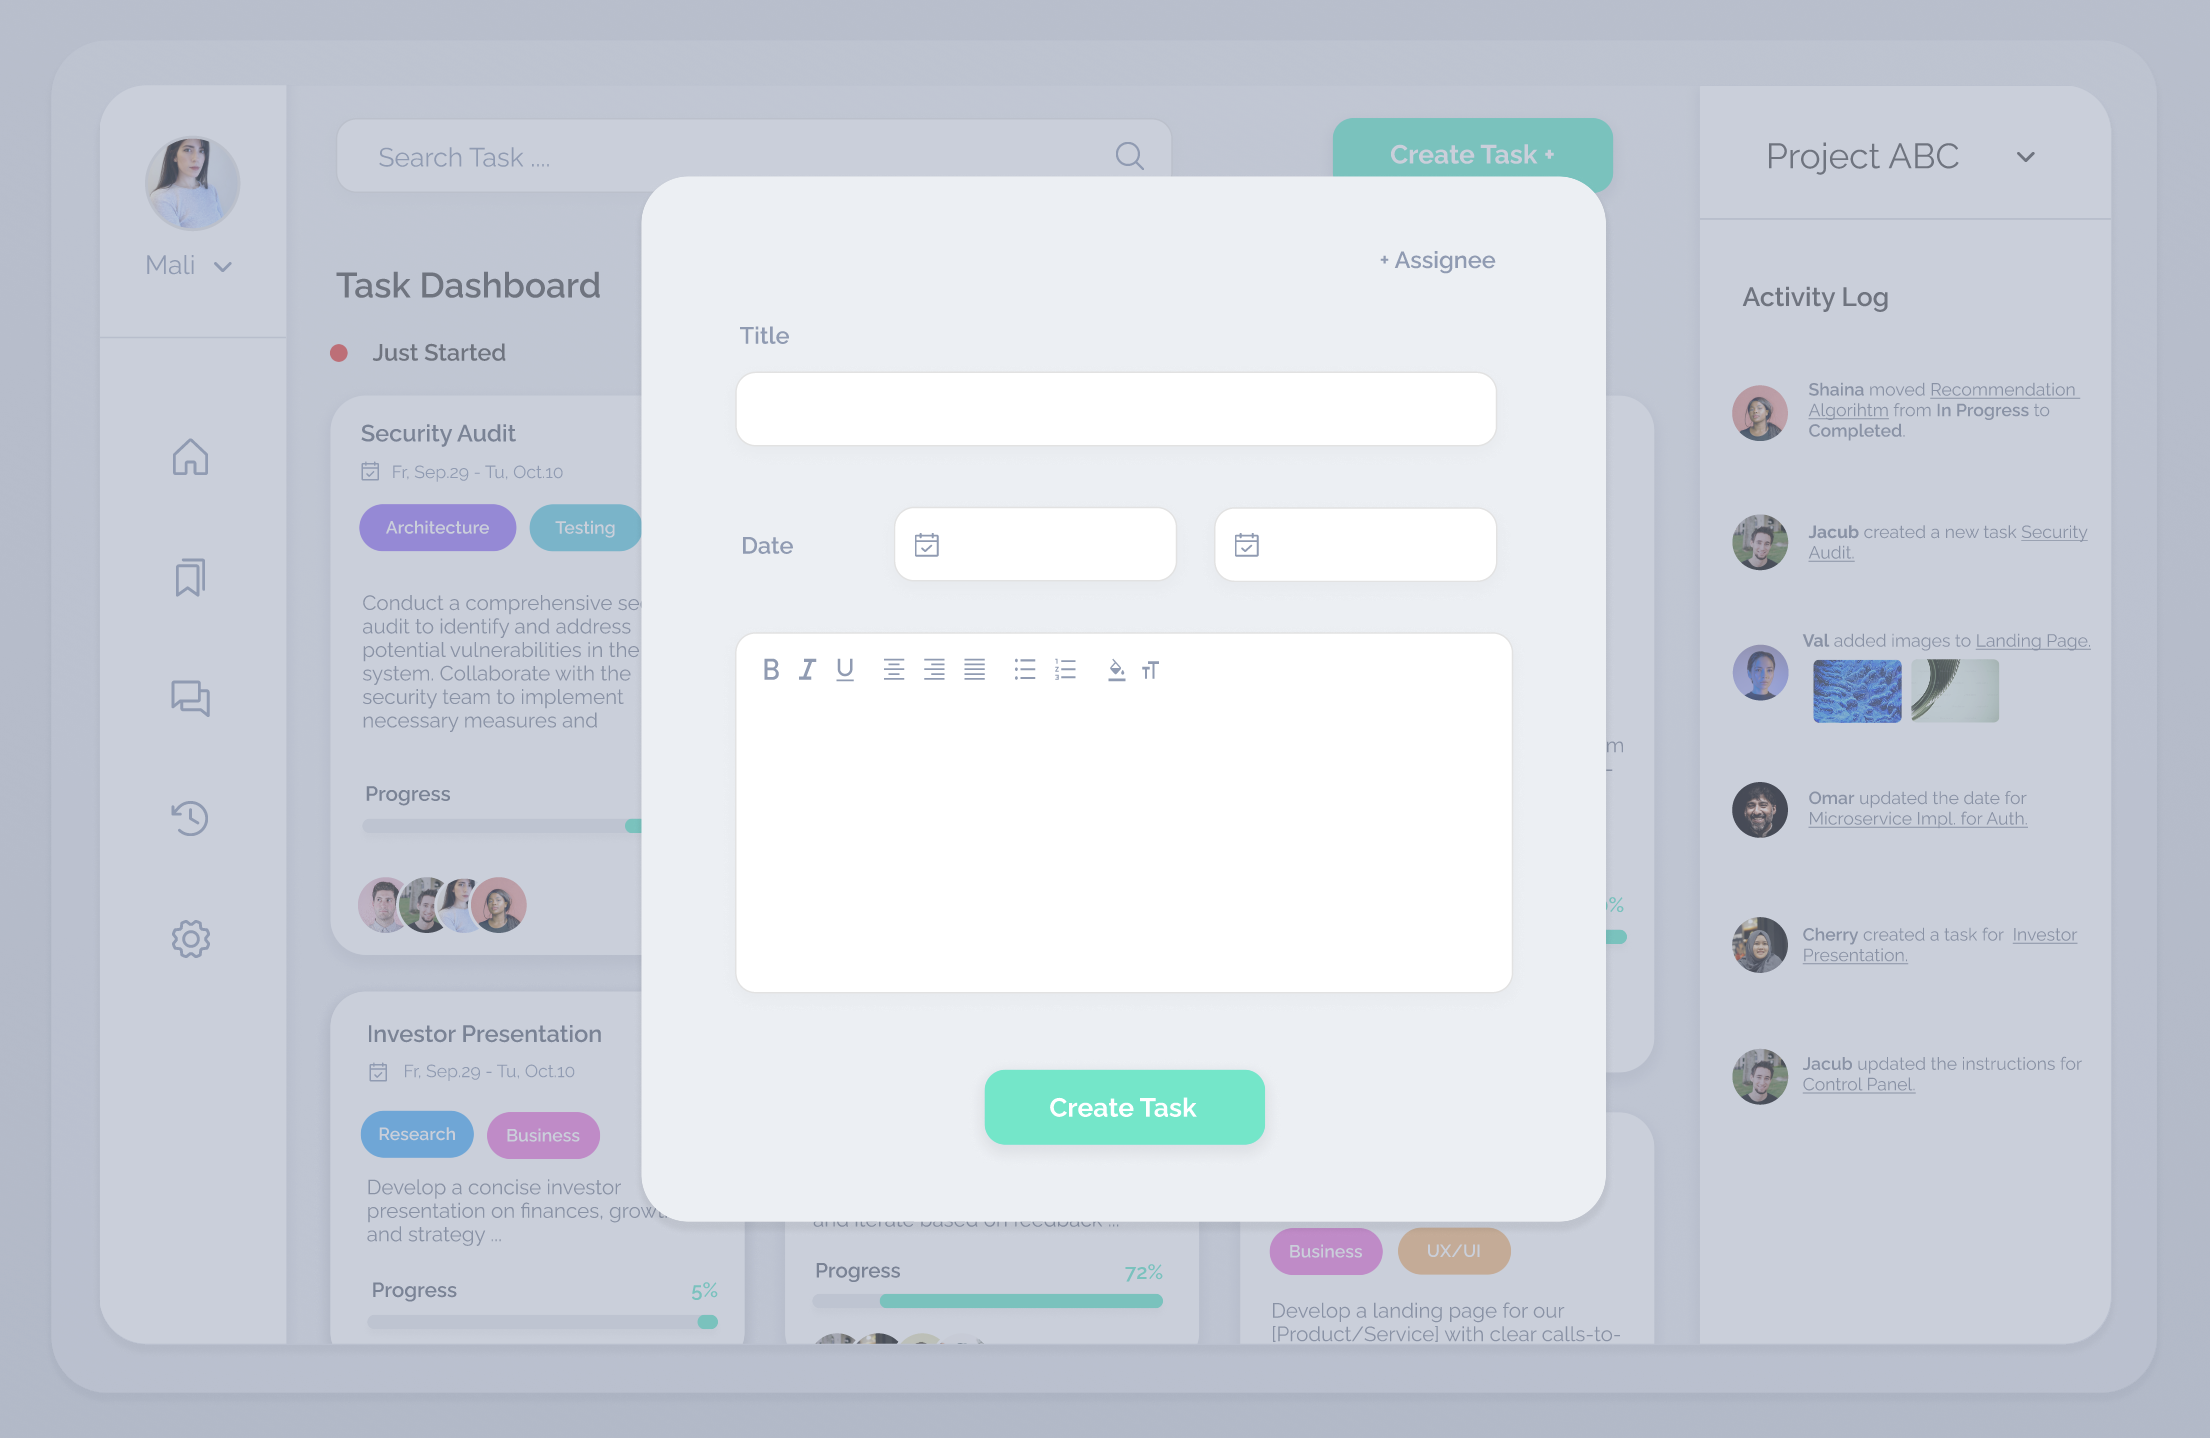 Mali
Search Task ....
Create Task +
Task Dashboard
Just Started
Security Audit
Fr, Sep.29 - Tu, Oct.10
Architecture
Testing
Conduct a comprehensive
audit to identify and address
potential vulnerabilities in the
system. Collaborate with the
security team to implement
necessary measures and
Progress
Investor Presentation
Fr, Sep.29 - Tu, Oct.10
Research
Business
Develop a concise investor
presentation on finances,
and strategy ...
Progress
5%
+ Assignee
Title
Date
B I U
Create Task
and iterate based on feedback ...
Progress
72%
Business
UX/UI
Develop a landing page for our
[Product/Service] with clear calls-to-
Project ABC
Activity Log
Shaina moved Recommendation
Algorihtm from In Progress to
Completed.
Jacub created a new task Security
Audit.
Val added images to Landing Page.
Omar updated the date for
Microservice Impl. for Auth.
Cherry created a task for Investor
Presentation.
Jacub updated the instructions for
Control Panel.